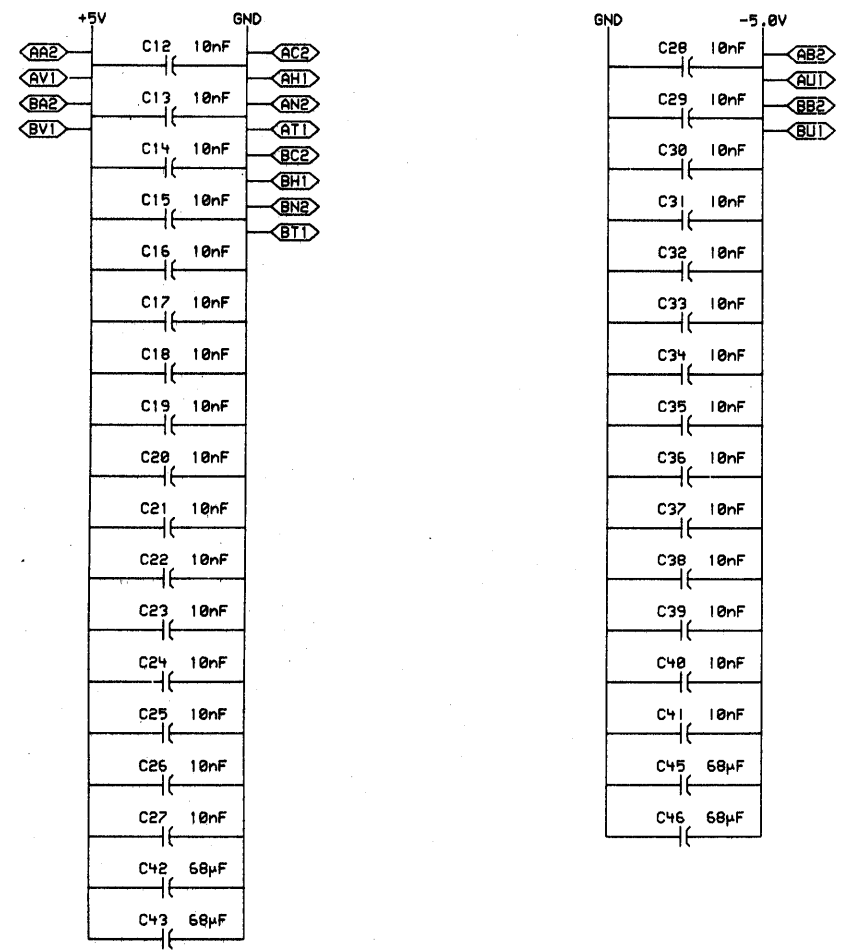 +5V GND
AA2 C12 10nF AC2
AV1 AH1
BA2 C13 10nF AN2
BV1 AT1
C14 10nF BC2
BH1
C15 10nF BN2
BT1
C16 10nF
C17 10nF
C18 10nF
C19 10nF
C20 10nF
C21 10nF
C22 10nF
C23 10nF
C24 10nF
C25 10nF
C26 10nF
C27 10nF
C42 68µF
C43 68µF
GND -5.0V
C28 10nF AB2
AU1
C29 10nF BB2
BU1
C30 10nF
C31 10nF
C32 10nF
C33 10nF
C34 10nF
C35 10nF
C36 10nF
C37 10nF
C38 10nF
C39 10nF
C40 10nF
C41 10nF
C45 68µF
C46 68µF